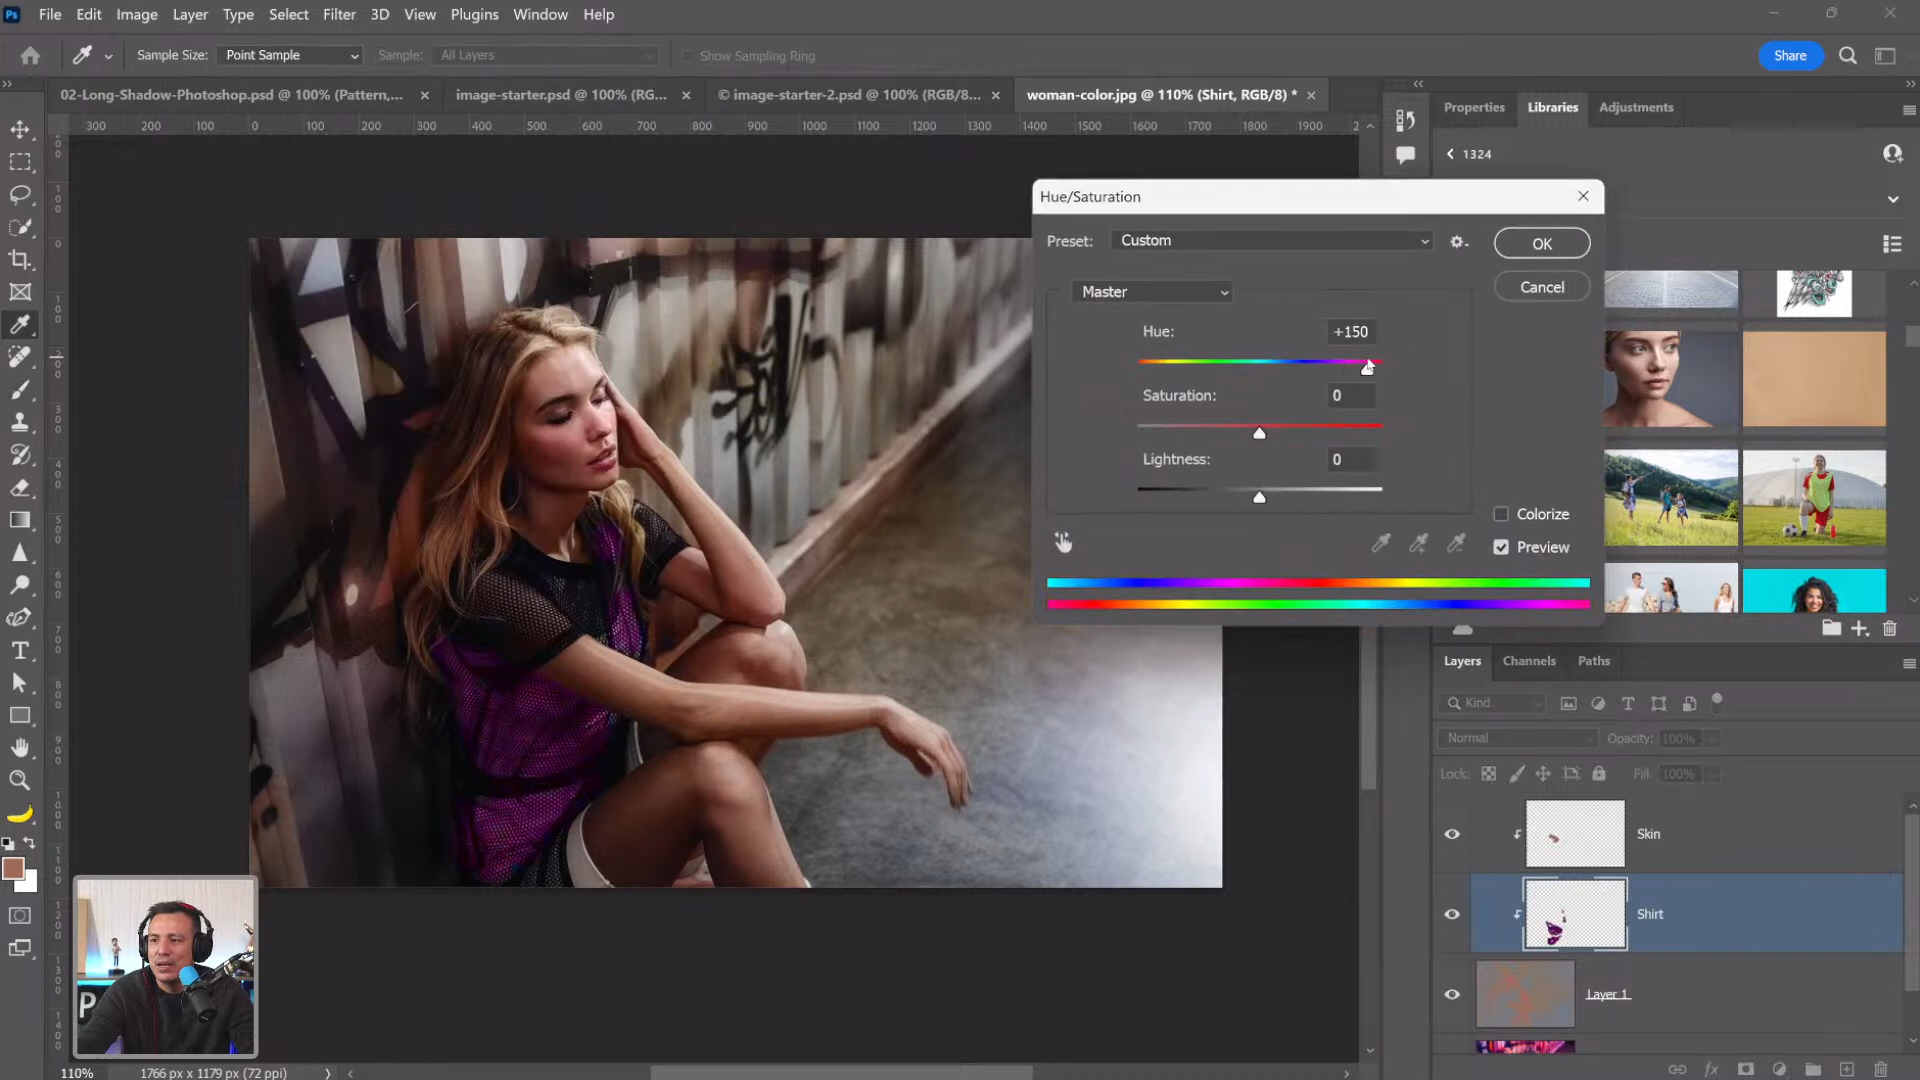 Ps File Edit Image Layer Type Select Filter 3D View Plugins Window Help
Sample Size: Point Sample Sample: All Layers Show Sampling Ring Share
02-Long-Shadow-Photoshop.psd @ 100% (Pattern,... × image-starter.psd @ 100% (RG... × © image-starter-2.psd @ 100% (RGB/8... × woman-color.jpg @ 110% (Shirt, RGB/8) * ×
Properties Libraries Adjustments
300 200 100 0 100 200 300 400 500 600 700 800 900 1000 1100 1200 1300 1400 1500 1600 1700 1800 1900
1324
Hue/Saturation
Preset: Custom OK
Master Cancel
Hue: +150
Saturation: 0
Lightness: 0
Colorize
Preview
Layers Channels Paths
Kind
Normal Opacity: 100%
Lock: Fill: 100%
Skin
Shirt
Layer 1
110% 1766 px x 1179 px (72 ppi)